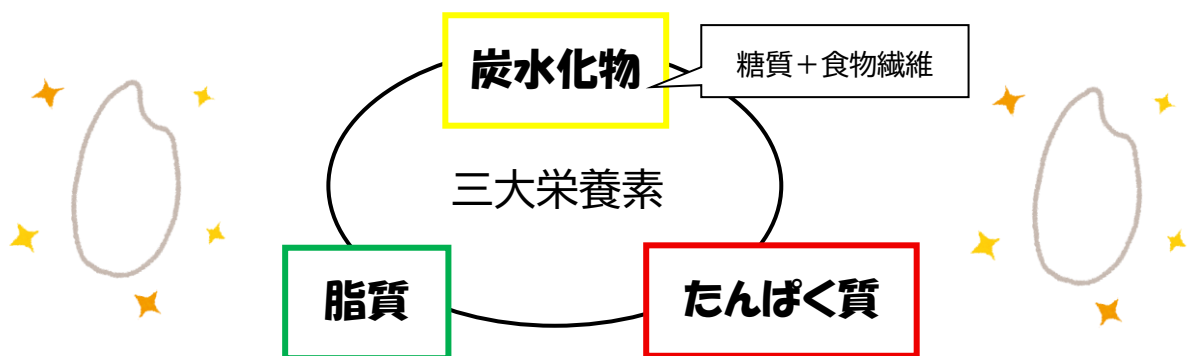 炭水化物
糖質＋食物繊維
三大栄養素
脂質
たんぱく質